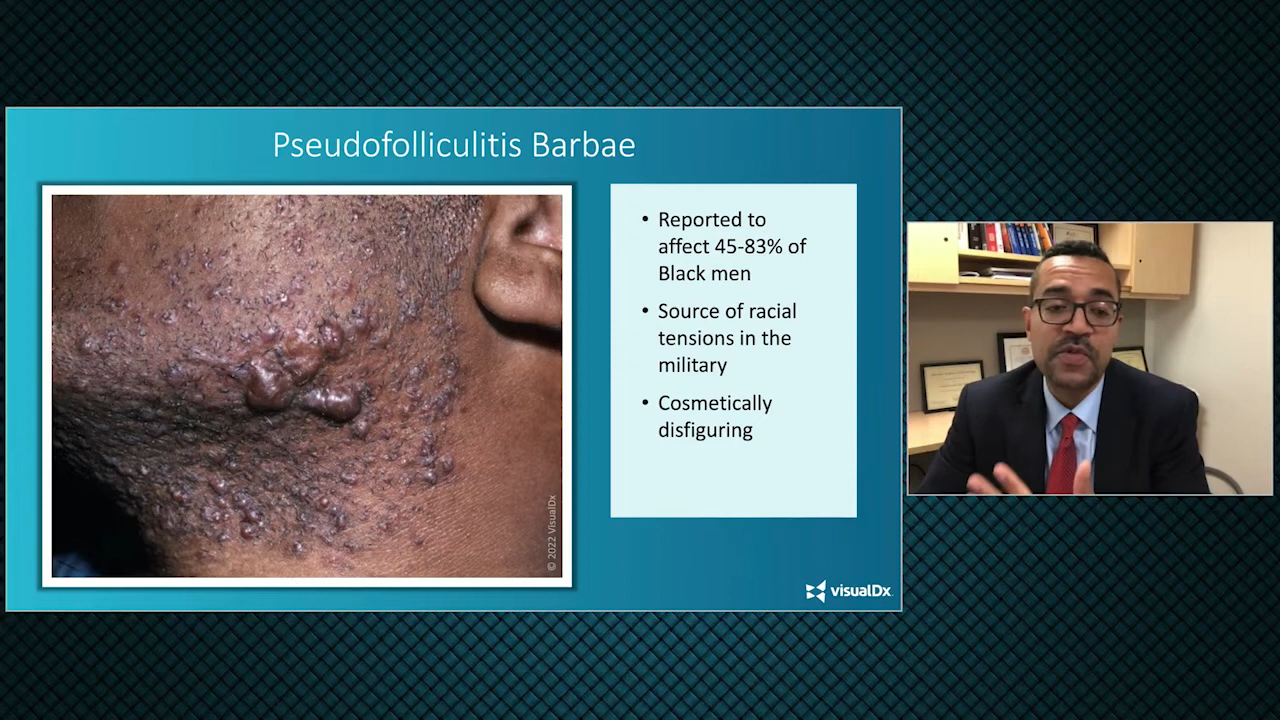 Pseudofolliculitis Barbae
• Reported to
affect 45-83% of
Black men
• Source of racial
tensions in the
military
• Cosmetically
disfiguring
© 2022 VisualDx
visualDx